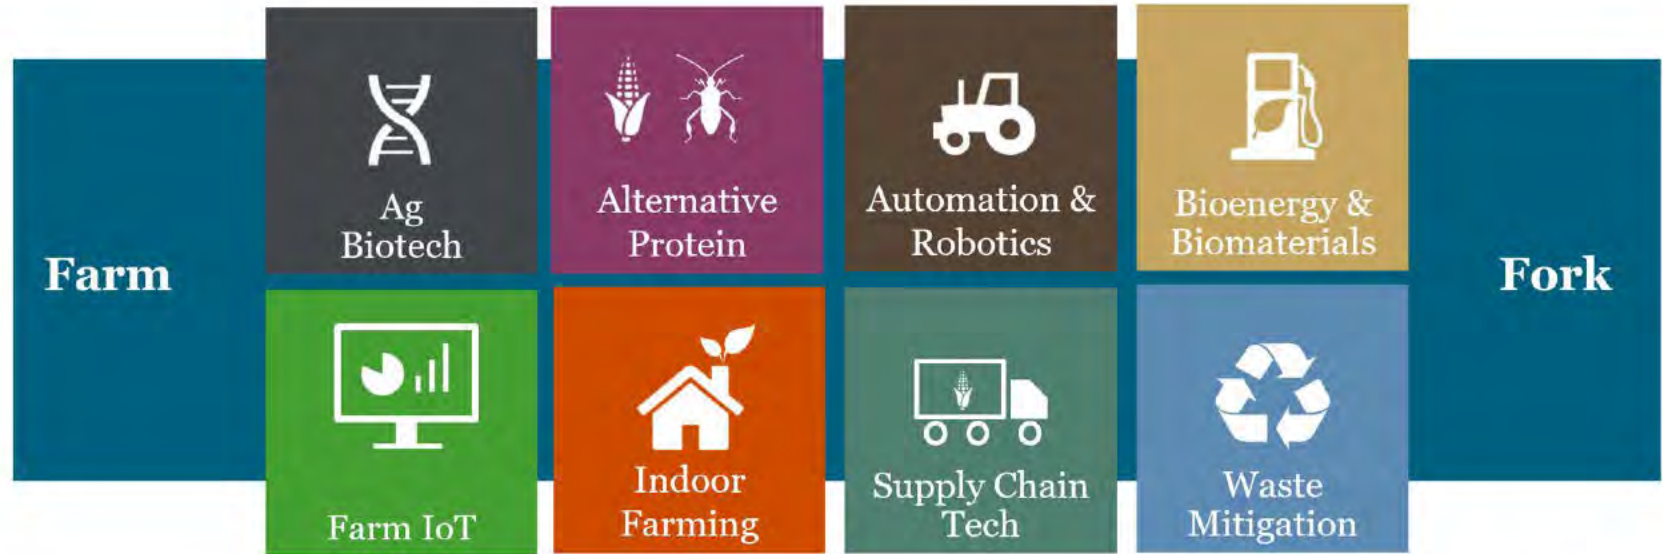 Farm
Ag
Biotech
Alternative
Protein
Automation &
Robotics
Bioenergy &
Biomaterials
Farm IoT
Indoor
Farming
Supply Chain
Tech
Waste
Mitigation
Fork